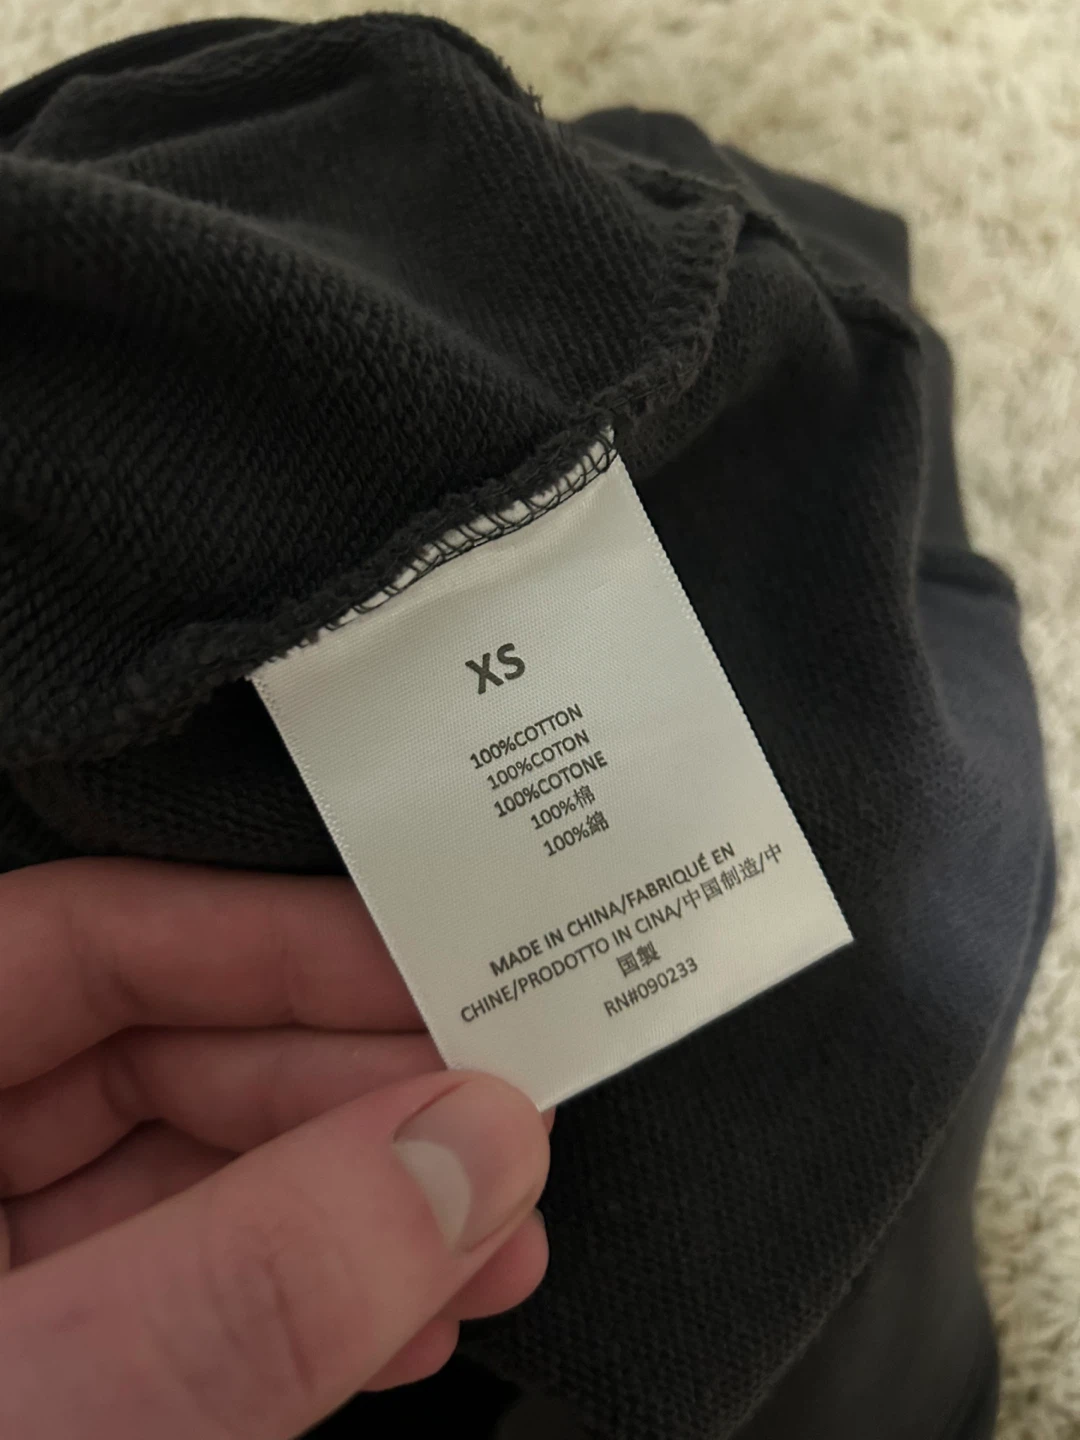 XS
100%COTTON
100%COTON
100%COTONE
100%棉
100%綿
MADE IN CHINA/FABRIQUÉ EN
CHINE/PRODOTTO IN CINA/中国制造/中
国製
RN#090233